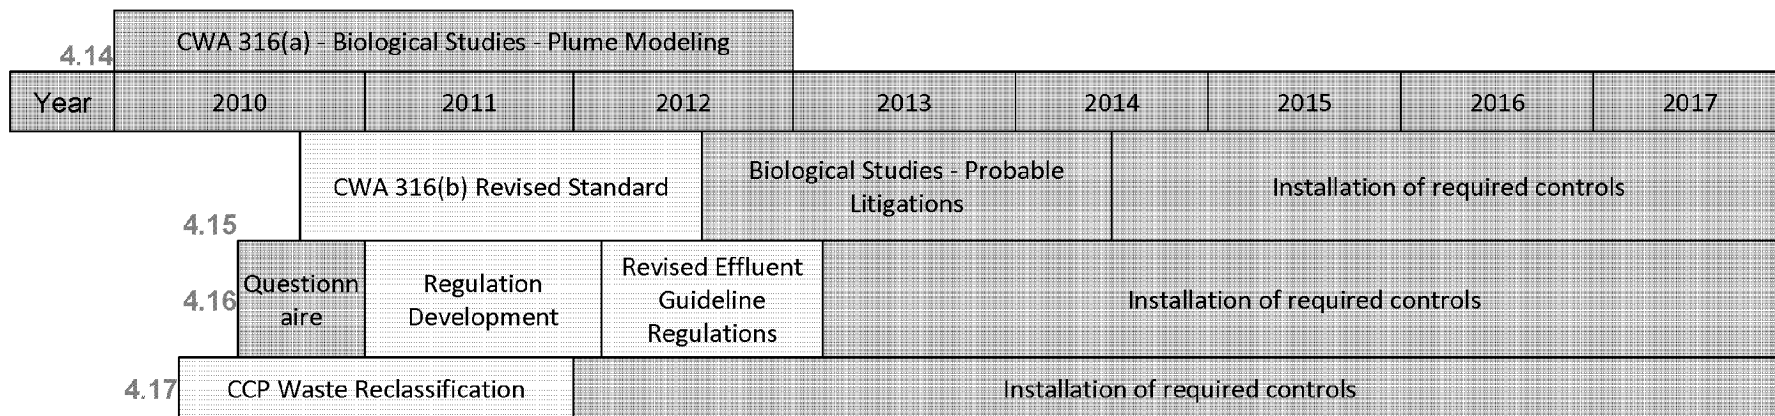 CWA 316(a) - Biological Studies - Plume Modeling
4.14
Year 2010 2011 2012 2013 2014 2015 2016 2017
CWA 316(b) Revised Standard
Biological Studies - Probable
Litigations
Installation of required controls
4.15
4.16
Questionn
aire
Regulation
Development
Revised Effluent
Guideline
Regulations
Installation of required controls
4.17
CCP Waste Reclassification
Installation of required controls